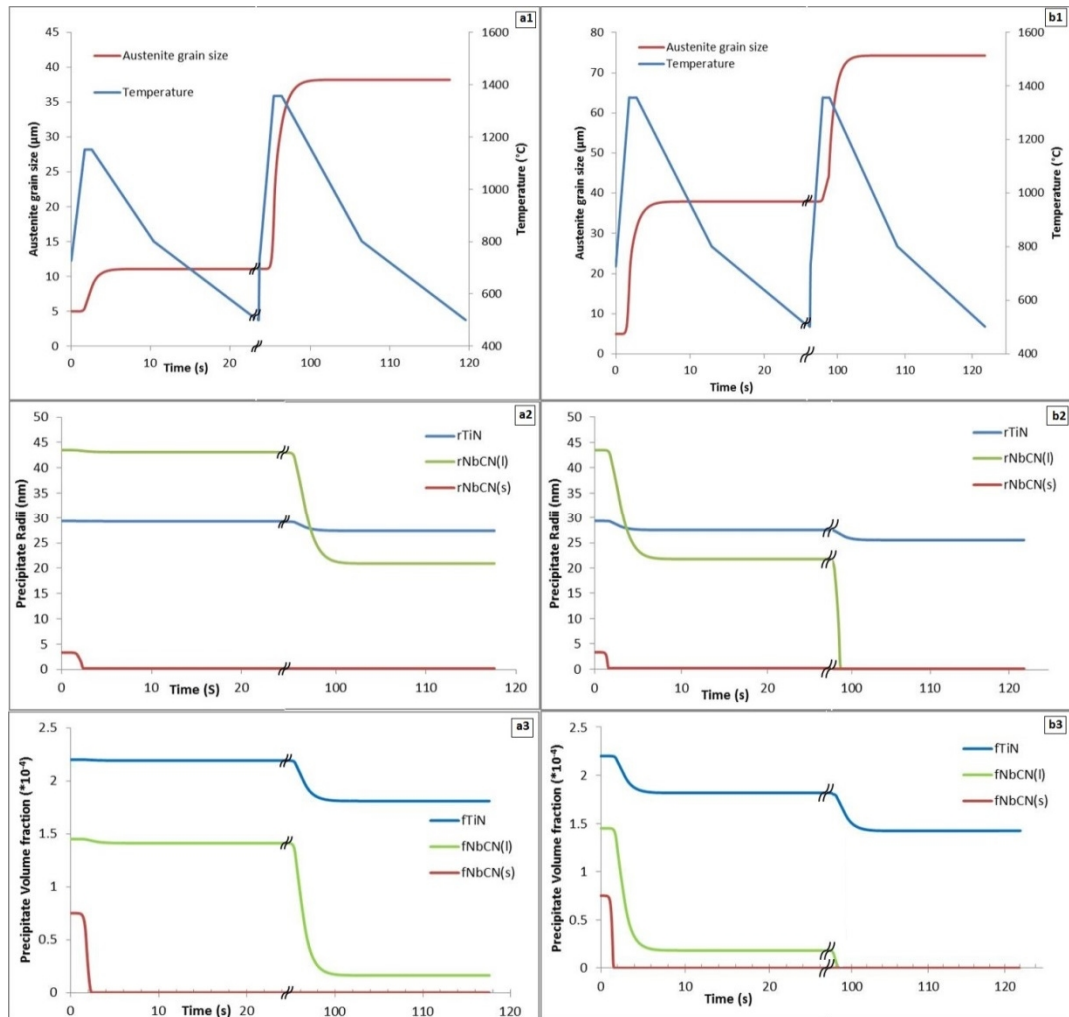 a1
45
40
35
30
25
20
15
10
5
0
Austenite grain size (µm)
Austenite grain size
Temperature
1600
1400
1200
1000
800
600
400
Temperature (°C)
0 10 20 100 110 120
Time (s)
b1
80
70
60
50
40
30
20
10
0
Austenite grain size (µm)
Austenite grain size
Temperature
1600
1400
1200
1000
800
600
400
Temperature (°C)
0 10 20 100 110 120
Time (s)
a2
50
45
40
35
30
25
20
15
10
5
0
Precipitate Radii (nm)
rTiN
rNbCN(l)
rNbCN(s)
0 10 20 100 110 120
Time (S)
b2
50
45
40
35
30
25
20
15
10
5
0
Precipitate Radii (nm)
rTiN
rNbCN(l)
rNbCN(s)
0 10 20 100 110 120
Time (s)
a3
2.5
2
1.5
1
0.5
0
Precipitate Volume fraction (*10⁻⁴)
fTiN
fNbCN(l)
fNbCN(s)
0 10 20 100 110 120
Time (s)
b3
2.5
2
1.5
1
0.5
0
Precipitate Volume fraction (*10⁻⁴)
fTiN
fNbCN(l)
fNbCN(s)
0 10 20 100 110 120
Time (s)